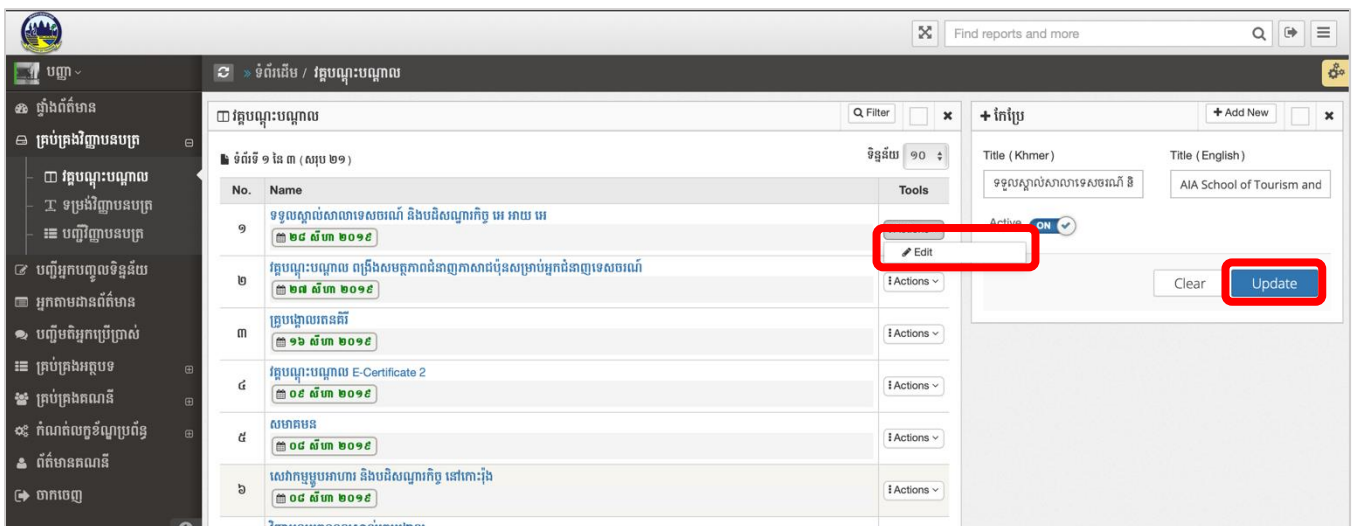 Find reports and more
បញ្ញា
» ទំព័រដើម / វគ្គបណ្តុះបណ្តាល
ផ្ទាំងព័ត៌មាន
គ្រប់គ្រងវិញ្ញាបនបត្រ
វគ្គបណ្តុះបណ្តាល
ទម្រង់វិញ្ញាបនបត្រ
បញ្ជីវិញ្ញាបនបត្រ
បញ្ជីអ្នកបញ្ចូលទិន្នន័យ
អ្នកតាមដានព័ត៌មាន
បញ្ជីមតិអ្នកប្រើប្រាស់
គ្រប់គ្រងអត្ថបទ
គ្រប់គ្រងគណនី
កំណត់លក្ខខ័ណ្ឌប្រព័ន្ធ
ព័ត៌មានគណនី
ចាកចេញ
វគ្គបណ្តុះបណ្តាល
Filter
ទំព័រទី ១ នៃ ៣ (សរុប ២១)
ទិន្នន័យ ១០
No. Name Tools
១ ទទួលស្គាល់សាលាទេសចរណ៍ និងបដិសណ្ឋារកិច្ច អេ អាយ អេ
២៨ សីហា ២០១៩
Edit
២ វគ្គបណ្តុះបណ្តាល ពង្រឹងសមត្ថភាពជំនាញភាសាជប៉ុនសម្រាប់អ្នកជំនាញទេសចរណ៍
២៧ សីហា ២០១៩
Actions
៣ គ្រូបង្គោលរតនគិរី
១៦ សីហា ២០១៩
Actions
៤ វគ្គបណ្តុះបណ្តាល E-Certificate 2
០៩ សីហា ២០១៩
Actions
៥ សមាគមន
០៨ សីហា ២០១៩
Actions
៦ សេវាកម្មម្ហូបអាហារ និងបដិសណ្ឋារកិច្ច នៅកោះរ៉ុង
០៨ សីហា ២០១៩
Actions
+ កែប្រែ
+ Add New
Title (Khmer) Title (English)
ទទួលស្គាល់សាលាទេសចរណ៍ និ AIA School of Tourism and
Active ON
Clear Update